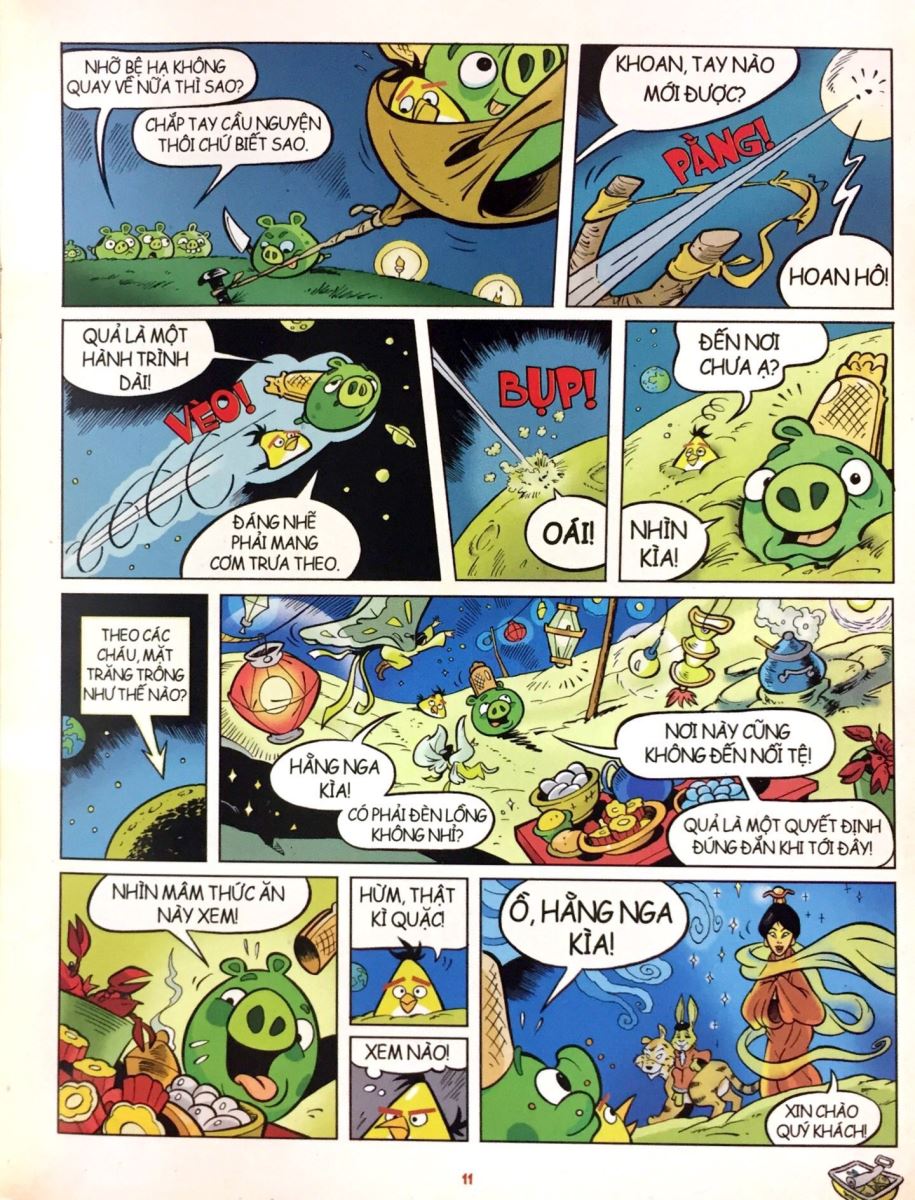 NHỠ BỆ HẠ KHÔNG
QUAY VỀ NỮA THÌ SAO?
CHẮP TAY CẦU NGUYỆN
THÔI CHỨ BIẾT SAO.
KHOAN, TAY NÀO
MỚI ĐƯỢC?
PẰNG!
HOAN HÔ!
QUẢ LÀ MỘT
HÀNH TRÌNH
DÀI!
VÈO!
ĐÁNG NHẼ
PHẢI MANG
CƠM TRƯA THEO.
BỤP!
OÁI!
ĐẾN NƠI
CHƯA Ạ?
NHÌN
KÌA!
THEO CÁC
CHÁU, MẶT
TRĂNG TRÔNG
NHƯ THẾ NÀO?
HẰNG NGA
KÌA!
CÓ PHẢI ĐÈN LỒNG
KHÔNG NHỈ?
NƠI NÀY CŨNG
KHÔNG ĐẾN NỖI TỆ!
QUẢ LÀ MỘT QUYẾT ĐỊNH
ĐÚNG ĐẮN KHI TỚI ĐÂY!
NHÌN MÂM THỨC ĂN
NÀY XEM!
HỪM, THẬT
KÌ QUẶC!
XEM NÀO!
Ồ, HẰNG NGA
KÌA!
XIN CHÀO
QUÝ KHÁCH!
11